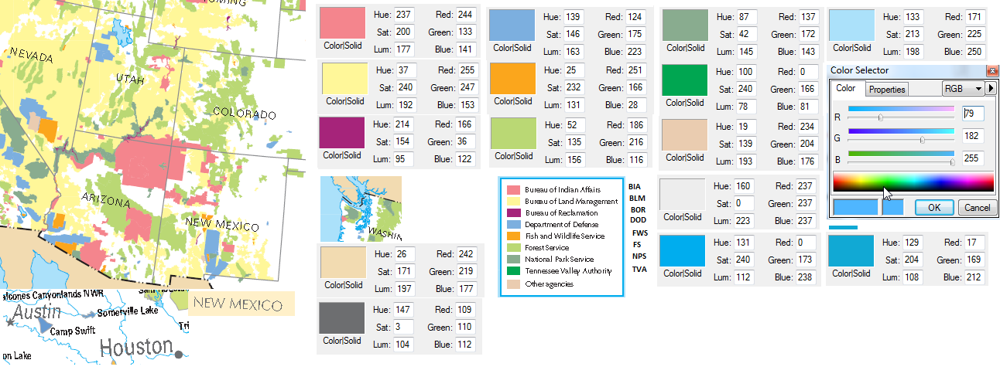 OMING
NEVADA
UTAH
COLORADO
ARIZONA
NEW MEXICO
alcones Canyonlands NWR
Austin
Somerville Lake
Camp Swift
Tri
Houston
on Lake
NEW MEXICO
Hue: 237 Red: 244
Sat: 200 Green: 133
Color|Solid Lum: 177 Blue: 141
Hue: 37 Red: 255
Sat: 240 Green: 247
Color|Solid Lum: 192 Blue: 153
Hue: 214 Red: 166
Sat: 154 Green: 36
Color|Solid Lum: 95 Blue: 122
WASHIN
Hue: 26 Red: 242
Sat: 171 Green: 219
Color|Solid Lum: 197 Blue: 177
Hue: 147 Red: 109
Sat: 3 Green: 110
Color|Solid Lum: 104 Blue: 112
Hue: 139 Red: 124
Sat: 146 Green: 175
Color|Solid Lum: 163 Blue: 223
Hue: 25 Red: 251
Sat: 232 Green: 166
Color|Solid Lum: 131 Blue: 28
Hue: 52 Red: 186
Sat: 135 Green: 216
Color|Solid Lum: 156 Blue: 116
Bureau of Indian Affairs BIA
Bureau of Land Management BLM
Bureau of Reclamation BOR
Department of Defense DOD
Fish and Wildlife Service FWS
Forest Service FS
National Park Service NPS
Tennessee Valley Authority TVA
Other agencies
Hue: 87 Red: 137
Sat: 42 Green: 172
Color|Solid Lum: 145 Blue: 143
Hue: 100 Red: 0
Sat: 240 Green: 166
Color|Solid Lum: 78 Blue: 81
Hue: 19 Red: 234
Sat: 139 Green: 204
Color|Solid Lum: 193 Blue: 176
Hue: 160 Red: 237
Sat: 0 Green: 237
Color|Solid Lum: 223 Blue: 237
Hue: 131 Red: 0
Sat: 240 Green: 173
Color|Solid Lum: 112 Blue: 238
Hue: 133 Red: 171
Sat: 213 Green: 225
Color|Solid Lum: 198 Blue: 250
Color Selector
Color Properties RGB
R 79
G 182
B 255
OK Cancel
Hue: 129 Red: 17
Sat: 204 Green: 169
Color|Solid Lum: 108 Blue: 212